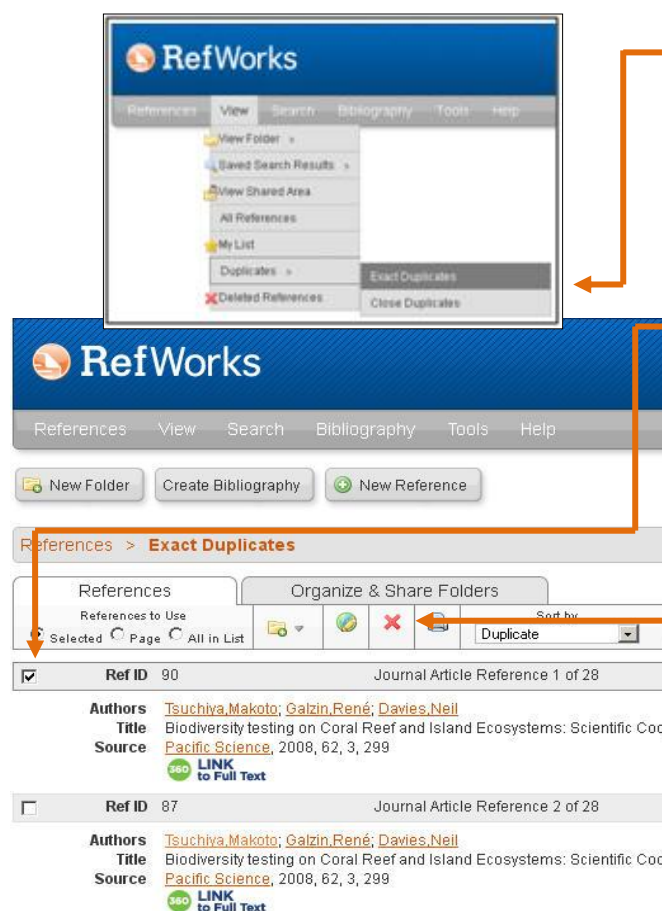 RefWorks
References View Search Bibliography Tools Help
View Folder
Saved Search Results
View Shared Area
All References
My List
Duplicates
Exact Duplicates
Deleted References
Close Duplicates
RefWorks
References View Search Bibliography Tools Help
New Folder Create Bibliography New Reference
References > Exact Duplicates
References Organize & Share Folders
References to Use
Selected Page All in List
Sort by
Duplicate
Ref ID 90 Journal Article Reference 1 of 28
Authors Tsuchiya,Makoto; Galzin,René; Davies,Neil
Title Biodiversity testing on Coral Reef and Island Ecosystems: Scientific Coo
Source Pacific Science, 2008, 62, 3, 299
360 LINK
to Full Text
Ref ID 87 Journal Article Reference 2 of 28
Authors Tsuchiya,Makoto; Galzin,René; Davies,Neil
Title Biodiversity testing on Coral Reef and Island Ecosystems: Scientific Coo
Source Pacific Science, 2008, 62, 3, 299
360 LINK
to Full Text